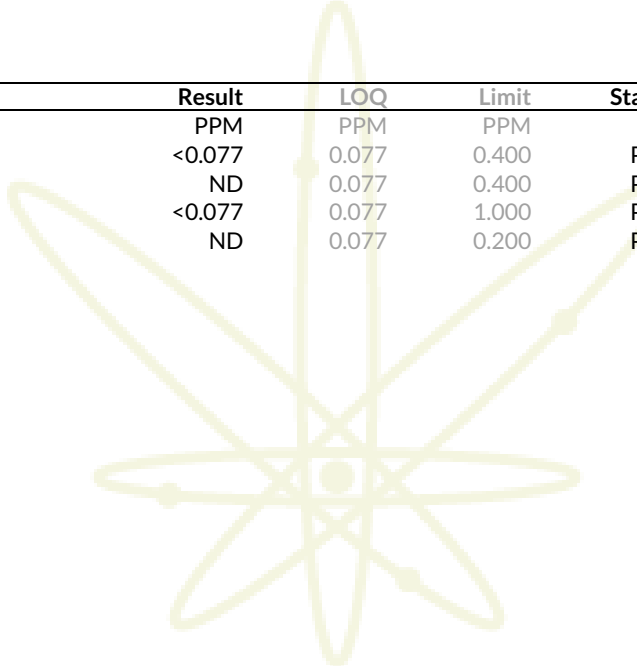 Result LOQ Limit Sta
PPM PPM PPM
<0.077 0.077 0.400 P
ND 0.077 0.400 P
<0.077 0.077 1.000 P
ND 0.077 0.200 P